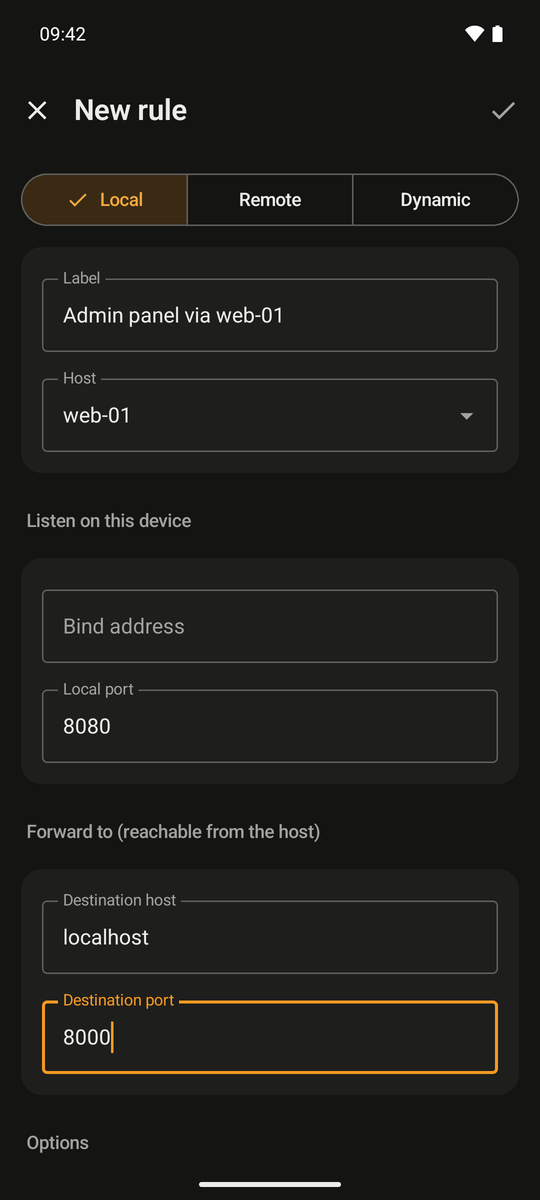 09:42
New rule
Local
Remote
Dynamic
Label
Admin panel via web-01
Host
web-01
Listen on this device
Bind address
Local port
8080
Forward to (reachable from the host)
Destination host
localhost
Destination port
8000
Options